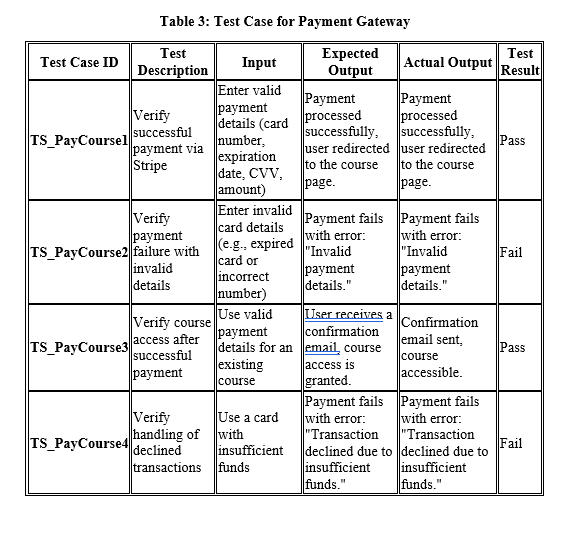 Table 3: Test Case for Payment Gateway
Test Case ID
Test
Description
Input
Expected
Output
Actual Output
Test
Result
TS_PayCourse1
Verify
successful
payment via
Stripe
Enter valid
payment
details (card
number,
expiration
date, CVV,
amount)
Payment
processed
successfully,
user redirected
to the course
page.
Payment
processed
successfully,
user redirected
to the course
page.
Pass
TS_PayCourse2
Verify
payment
failure with
invalid
details
Enter invalid
card details
(e.g., expired
card or
incorrect
number)
Payment fails
with error:
"Invalid
payment
details."
Payment fails
with error:
"Invalid
payment
details."
Fail
TS_PayCourse3
Verify course
access after
successful
payment
Use valid
payment
details for an
existing
course
User receives a
confirmation
email, course
access is
granted.
Confirmation
email sent,
course
accessible.
Pass
TS_PayCourse4
Verify
handling of
declined
transactions
Use a card
with
insufficient
funds
Payment fails
with error:
"Transaction
declined due to
insufficient
funds."
Payment fails
with error:
"Transaction
declined due to
insufficient
funds."
Fail